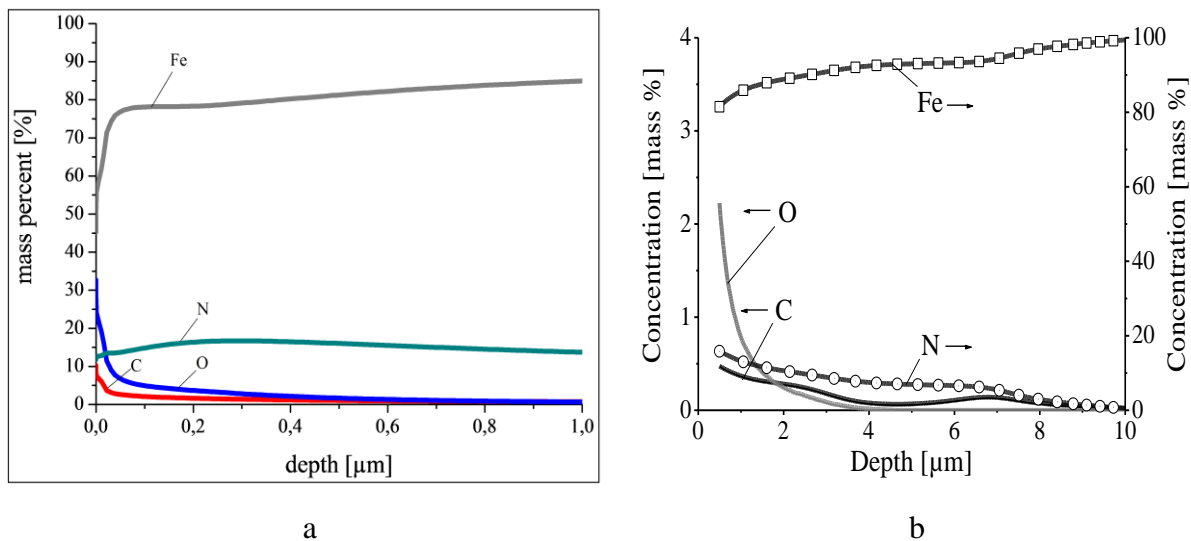 mass percent [%]
100
90
80
70
60
50
40
30
20
10
0
Fe
N
C
O
0,0
0,2
0,4
0,6
0,8
1,0
depth [µm]
a
Concentration [mass %]
4
3
2
1
0
Fe
O
C
N
100
80
60
40
20
0
Concentration [mass %]
0
2
4
6
8
10
Depth [µm]
b